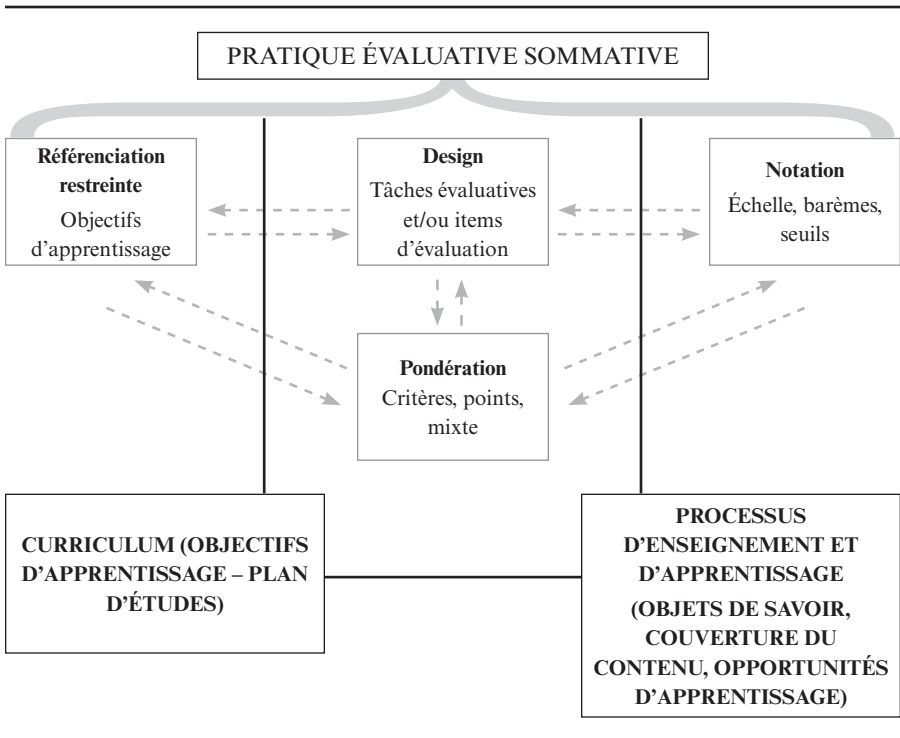 PRATIQUE ÉVALUATIVE SOMMATIVE
Référenciation
restreinte
Objectifs
d'apprentissage
Design
Tâches évaluatives
et/ou items
d'évaluation
Notation
Échelle, barèmes,
seuils
Pondération
Critères, points,
mixte
CURRICULUM (OBJECTIFS
D'APPRENTISSAGE – PLAN
D'ÉTUDES)
PROCESSUS
D'ENSEIGNEMENT ET
D'APPRENTISSAGE
(OBJETS DE SAVOIR,
COUVERTURE DU
CONTENU, OPPORTUNITÉS
D'APPRENTISSAGE)